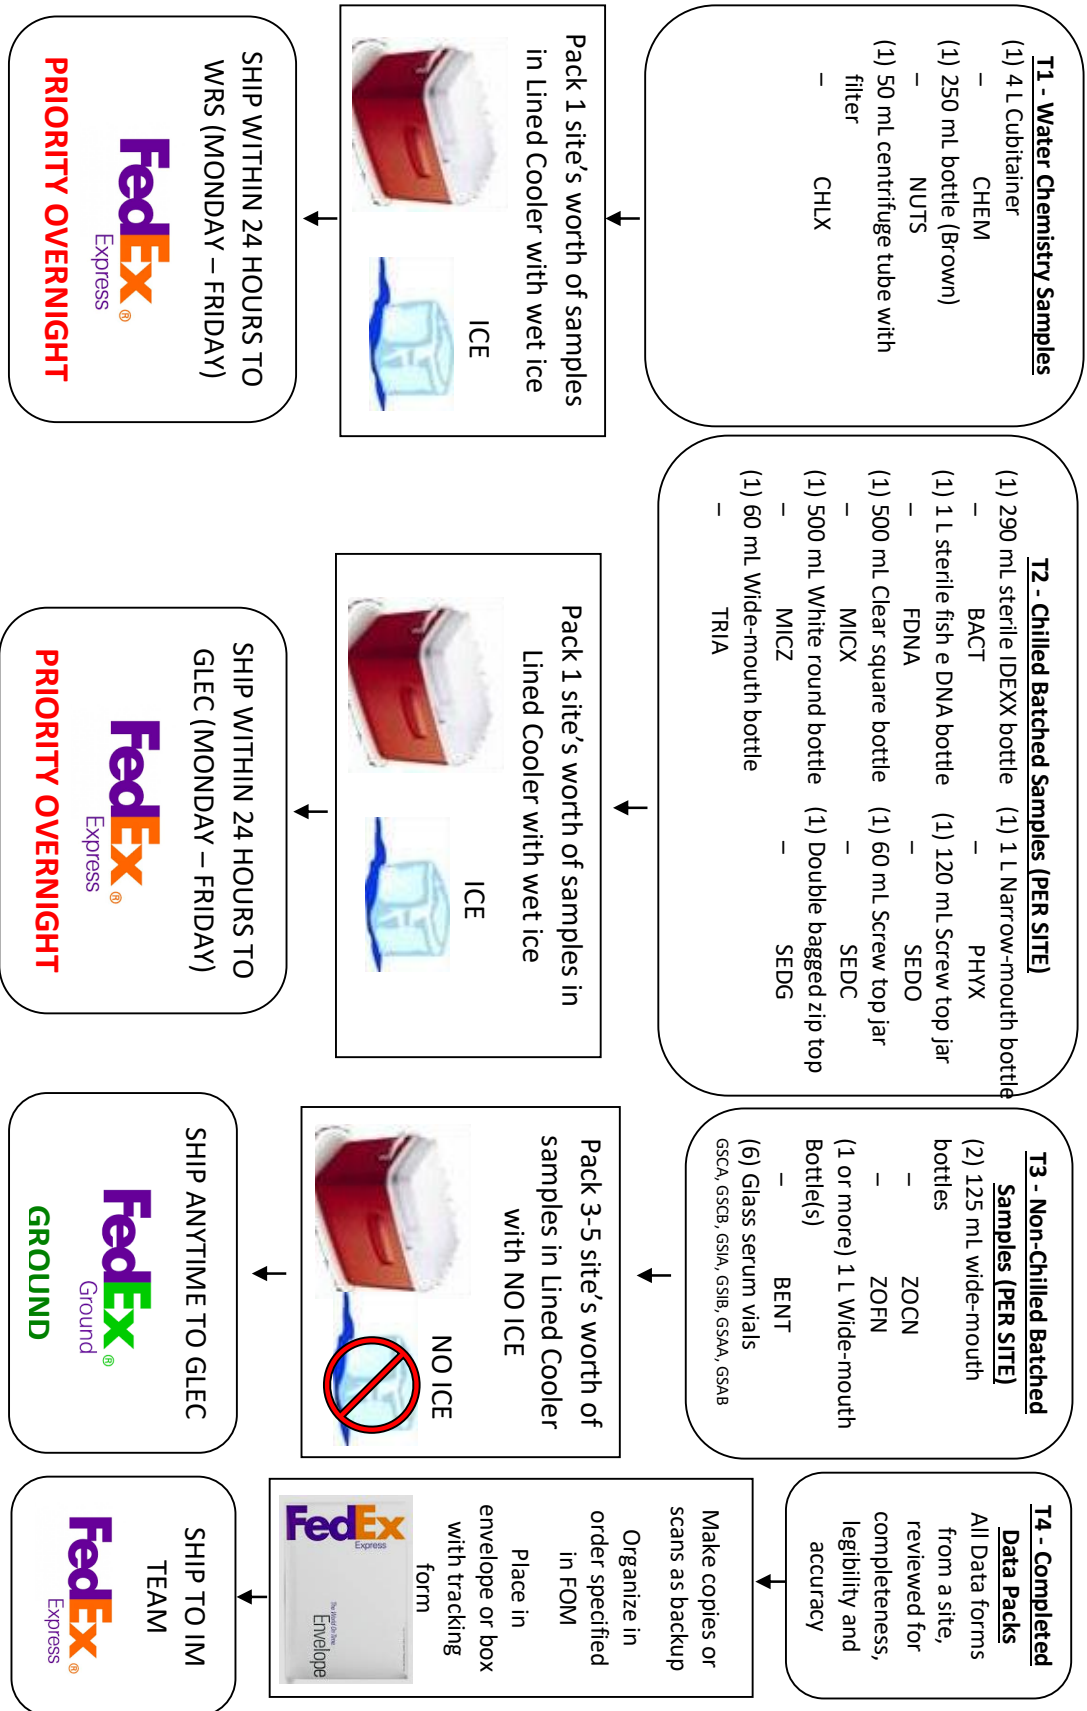 T1 - Water Chemistry Samples
(1) 4 L Cubitainer
– CHEM
(1) 250 mL bottle (Brown)
– NUTS
(1) 50 mL centrifuge tube with
filter
– CHLX
Pack 1 site’s worth of samples
in Lined Cooler with wet ice
ICE
SHIP WITHIN 24 HOURS TO
WRS (MONDAY – FRIDAY)
FedEx®
Express
PRIORITY OVERNIGHT
T2 - Chilled Batched Samples (PER SITE)
(1) 290 mL sterile IDEXX bottle
– BACT
(1) 1 L sterile fish e DNA bottle
– FDNA
(1) 500 mL Clear square bottle
– MICX
(1) 500 mL White round bottle
– MICZ
(1) 60 mL Wide-mouth bottle
– TRIA
(1) 1 L Narrow-mouth bottle
– PHYX
(1) 120 mL Screw top jar
– SEDO
(1) 60 mL Screw top jar
– SEDC
(1) Double bagged zip top
– SEDG
Pack 1 site’s worth of samples in
Lined Cooler with wet ice
ICE
SHIP WITHIN 24 HOURS TO
GLEC (MONDAY – FRIDAY)
FedEx®
Express
PRIORITY OVERNIGHT
T3 - Non-Chilled Batched
Samples (PER SITE)
(2) 125 mL wide-mouth
bottles
– ZOCN
– ZOFN
(1 or more) 1 L Wide-mouth
Bottle(s)
– BENT
(6) Glass serum vials
GSCA, GSCB, GSIA, GSIB, GSAA, GSAB
Pack 3-5 site’s worth of
samples in Lined Cooler
with NO ICE
NO ICE
SHIP ANYTIME TO GLEC
FedEx®
Ground
GROUND
T4 - Completed
Data Packs
All Data forms
from a site,
reviewed for
completeness,
legibility and
accuracy
Make copies or
scans as backup
Organize in
order specified
in FOM
Place in
envelope or box
with tracking
form
FedEx
Express
The World On Time
Envelope
SHIP TO IM
TEAM
FedEx®
Express